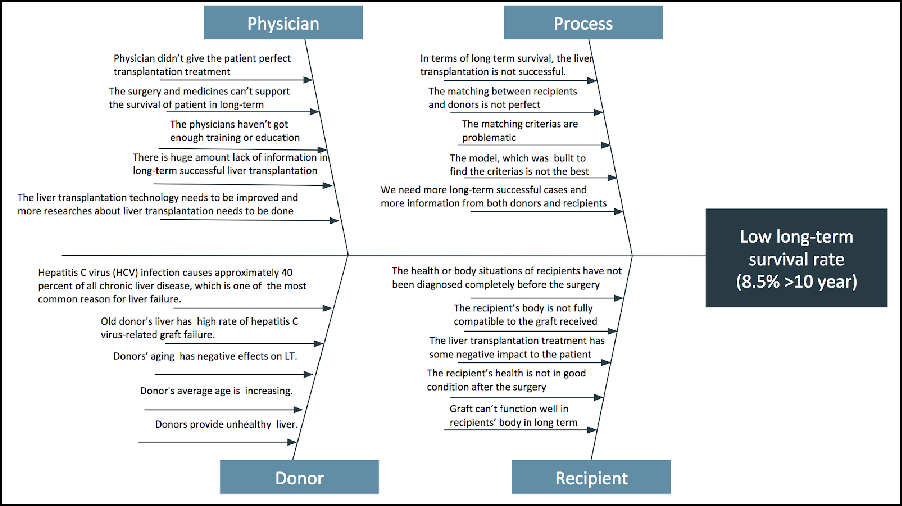 Physician
Process
Physician didn't give the patient perfect
transplantation treatment
The surgery and medicines can't support
the survival of patient in long-term
The physicians haven't got
enough training or education
There is huge amount lack of information in
long-term successful liver transplantation
The liver transplantation technology needs to be improved and
more researches about liver transplantation needs to be done
In terms of long term survival, the liver
transplantation is not successful.
The matching between recipients
and donors is not perfect
The matching criterias are
problematic
The model, which was built to
find the criterias is not the best
We need more long-term successful cases and
more information from both donors and recipients
Low long-term
survival rate
(8.5% >10 year)
Hepatitis C virus (HCV) infection causes approximately 40
percent of all chronic liver disease, which is one of the most
common reason for liver failure.
Old donor's liver has high rate of hepatitis C
virus-related graft failure.
Donors' aging has negative effects on LT.
Donor's average age is increasing.
Donors provide unhealthy liver.
The health or body situations of recipients have not
been diagnosed completely before the surgery
The recipient's body is not fully
compatible to the graft received
The liver transplantation treatment has
some negative impact to the patient
The recipient's health is not in good
condition after the surgery
Graft can't function well in
recipients' body in long term
Donor
Recipient